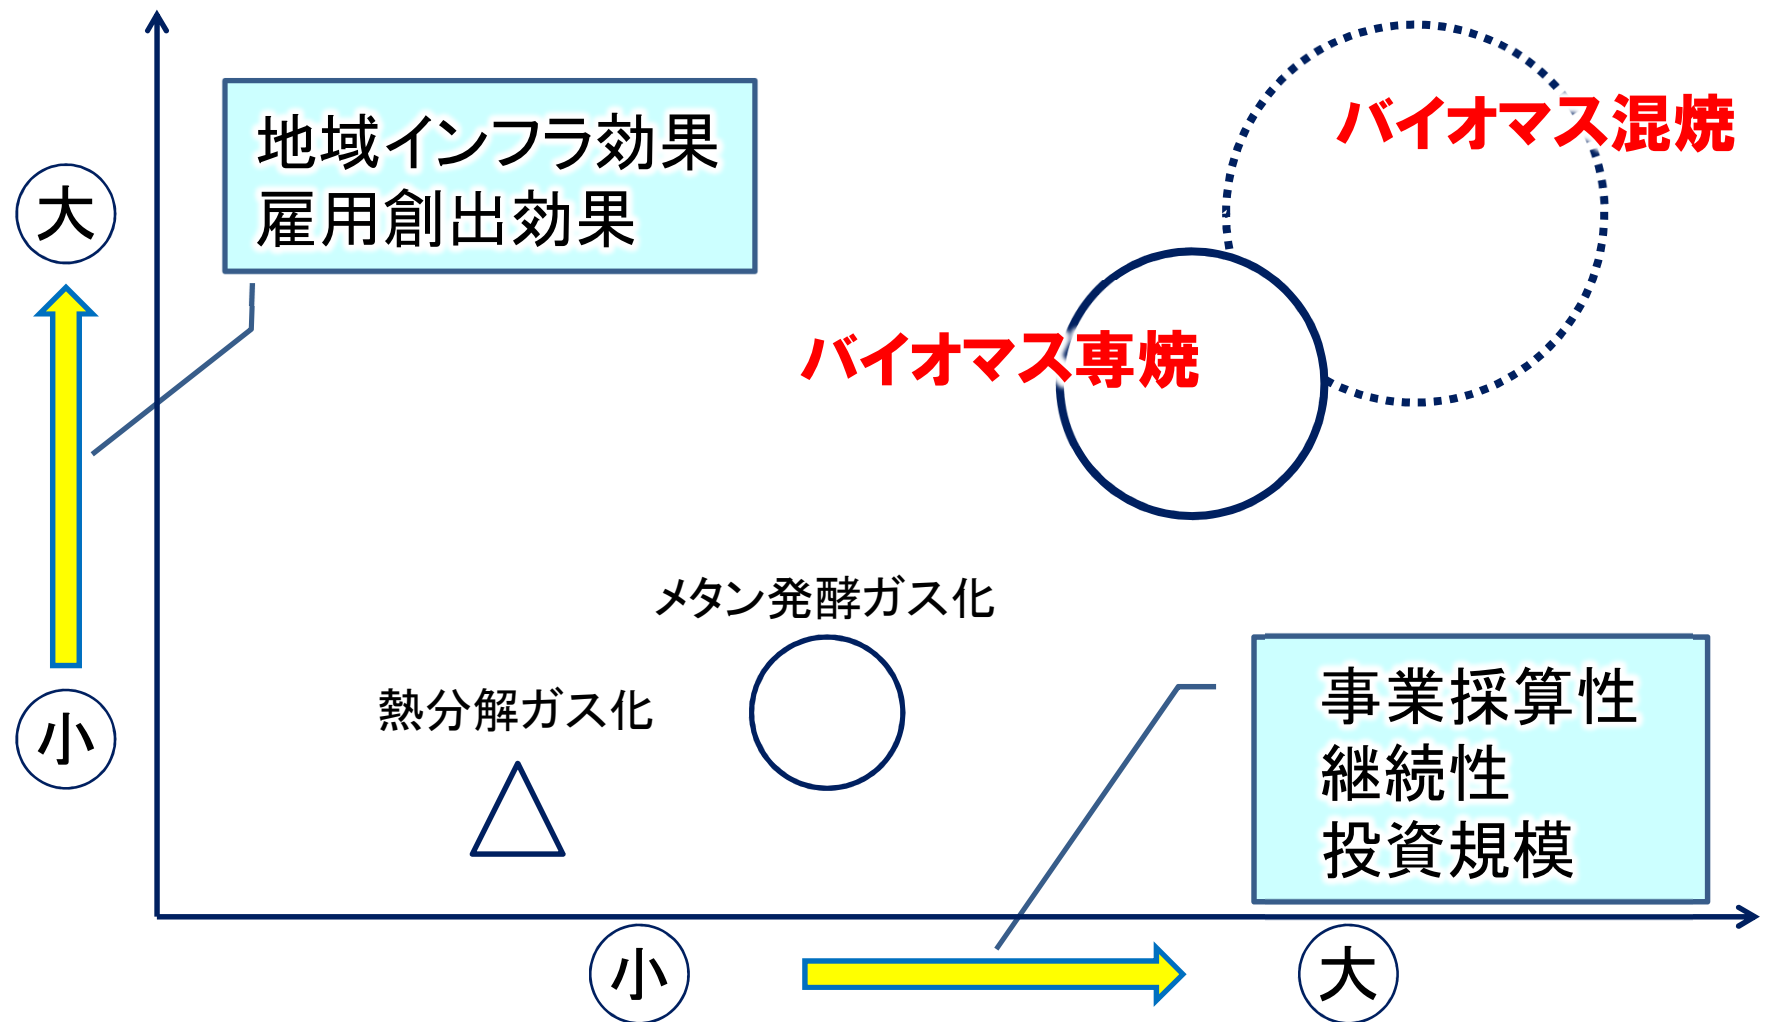 地域インフラ効果
雇用創出効果
バイオマス混焼
大
バイオマス専焼
メタン発酵ガス化
熱分解ガス化
小
事業採算性
継続性
投資規模
小
大